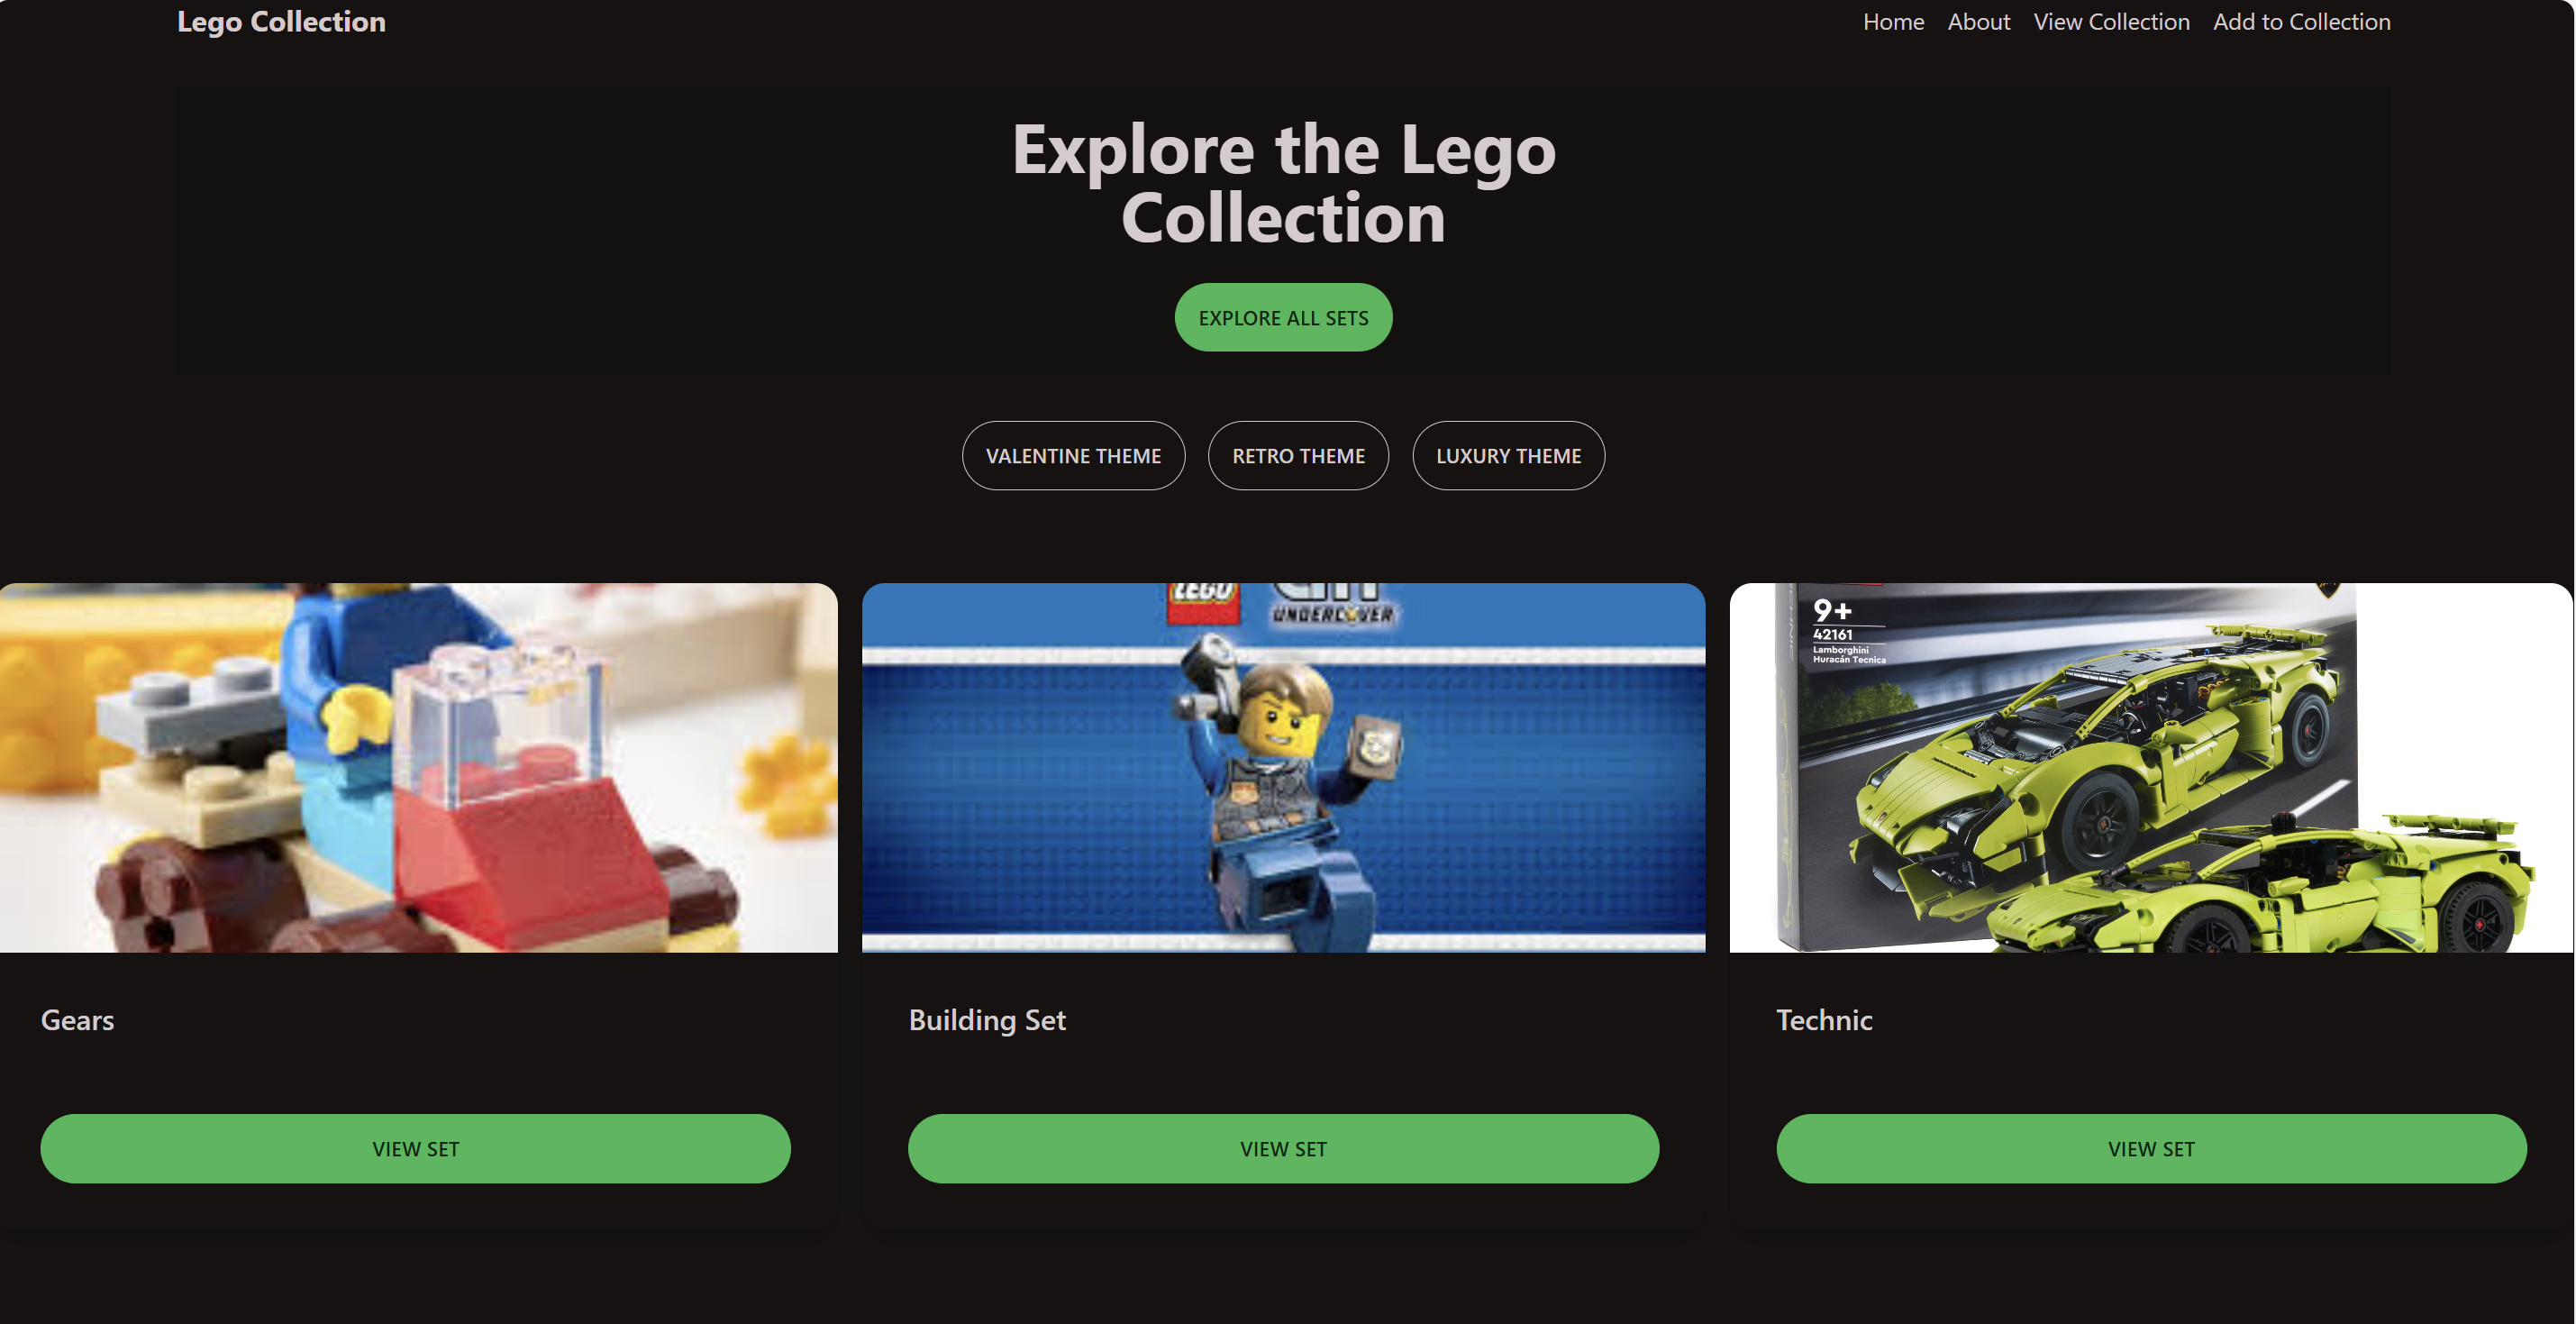 Lego Collection
Home About View Collection Add to Collection
Explore the Lego
Collection
EXPLORE ALL SETS
VALENTINE THEME RETRO THEME LUXURY THEME
LEGO
UNDERCOVER
9+
42161
Lamborghini
Huracán Tecnica
Gears Building Set Technic
VIEW SET VIEW SET VIEW SET